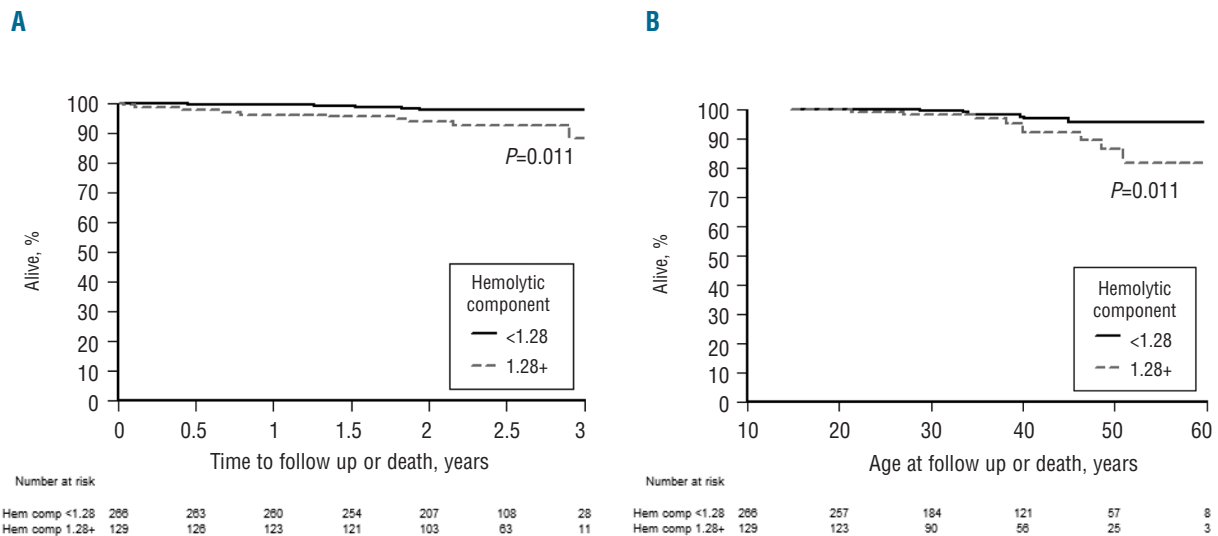 A
100
90
80
70
60
50
40
30
20
10
0
Alive, %
P=0.011
Hemolytic
component
<1.28
1.28+
0 0.5 1 1.5 2 2.5 3
Time to follow up or death, years
Number at risk
Hem comp <1.28 266 263 260 254 207 108 28
Hem comp 1.28+ 129 126 123 121 103 63 11
B
100
90
80
70
60
50
40
30
20
10
0
Alive, %
P=0.011
Hemolytic
component
<1.28
1.28+
10 20 30 40 50 60
Age at follow up or death, years
Number at risk
Hem comp <1.28 266 257 184 121 57 8
Hem comp 1.28+ 129 123 90 56 25 3